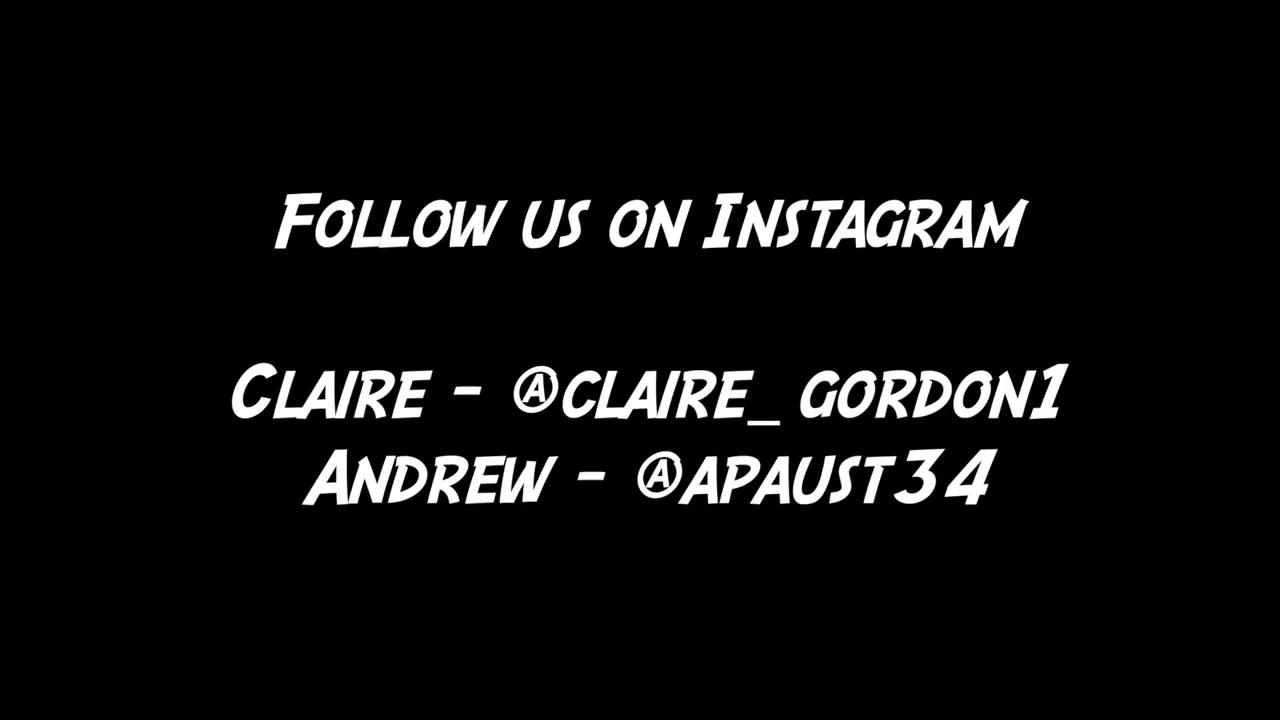 Follow us on Instagram
Claire - @claire_gordon1
Andrew - @apaust34